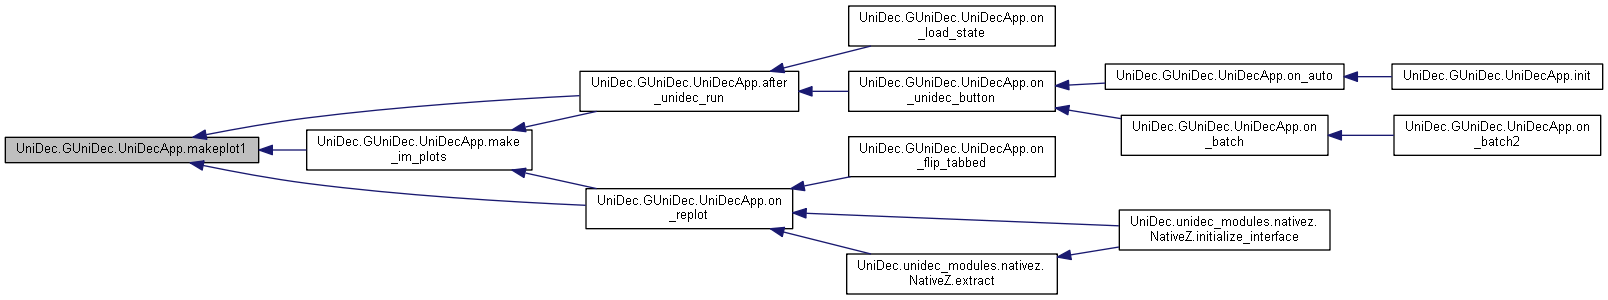 UniDec.GUniDec.UniDecApp.makeplot1
UniDec.GUniDec.UniDecApp.after
_unidec_run
UniDec.GUniDec.UniDecApp.make
_im_plots
UniDec.GUniDec.UniDecApp.on
_replot
UniDec.GUniDec.UniDecApp.on
_load_state
UniDec.GUniDec.UniDecApp.on
_unidec_button
UniDec.GUniDec.UniDecApp.on
_flip_tabbed
UniDec.unidec_modules.nativez.
NativeZ.extract
UniDec.GUniDec.UniDecApp.on_auto
UniDec.GUniDec.UniDecApp.on
_batch
UniDec.unidec_modules.nativez.
NativeZ.initialize_interface
UniDec.GUniDec.UniDecApp.init
UniDec.GUniDec.UniDecApp.on
_batch2